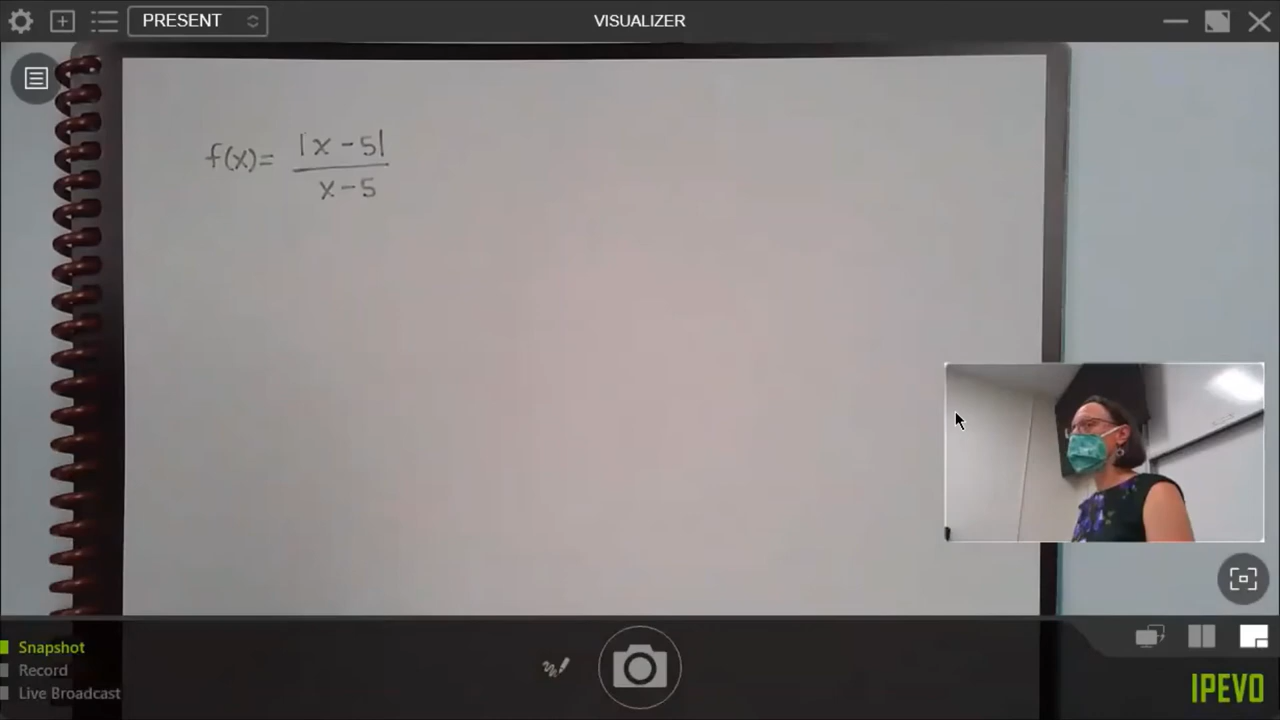 PRESENT
VISUALIZER
f(x)= |x-5|
x-5
Snapshot
Record
Live Broadcast
IPEVO